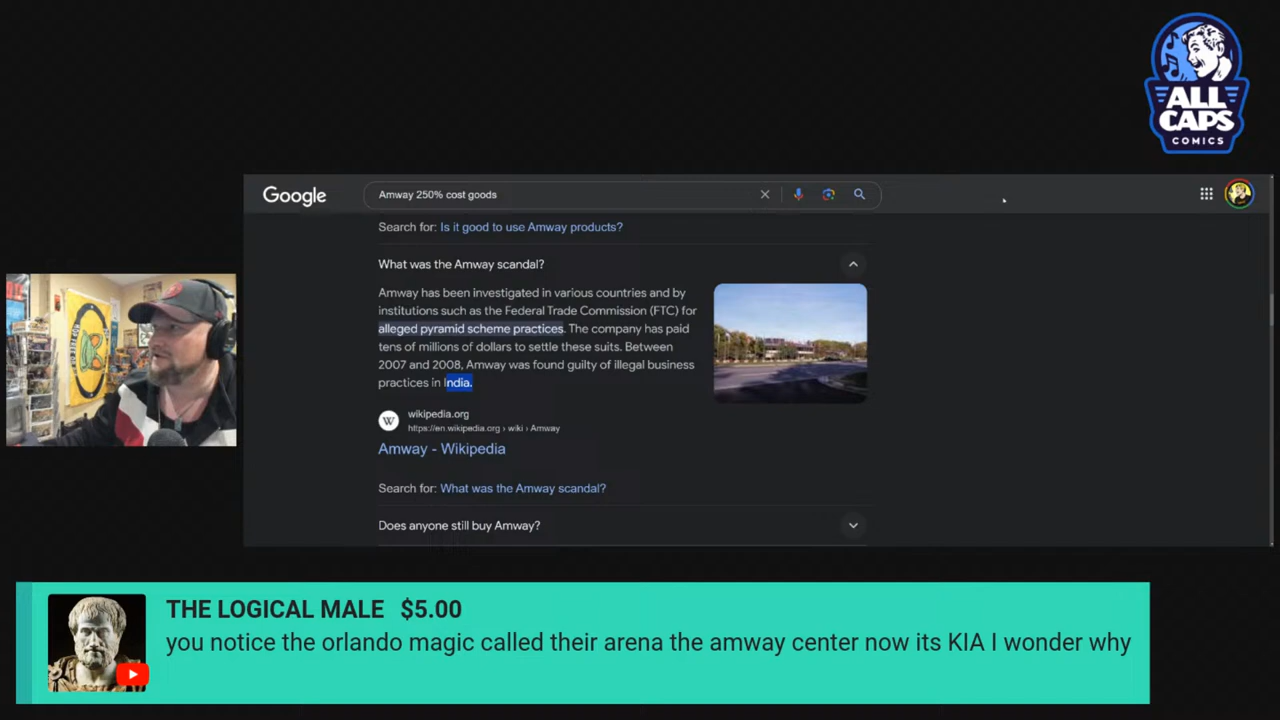 ALL
CAPS
COMICS
Google
Amway 250% cost goods
Search for: Is it good to use Amway products?
What was the Amway scandal?
Amway has been investigated in various countries and by
institutions such as the Federal Trade Commission (FTC) for
alleged pyramid scheme practices. The company has paid
tens of millions of dollars to settle these suits. Between
2007 and 2008, Amway was found guilty of illegal business
practices in India.
W
wikipedia.org
https://en.wikipedia.org › wiki › Amway
Amway - Wikipedia
Search for: What was the Amway scandal?
Does anyone still buy Amway?
THE LOGICAL MALE $5.00
you notice the orlando magic called their arena the amway center now its KIA I wonder why